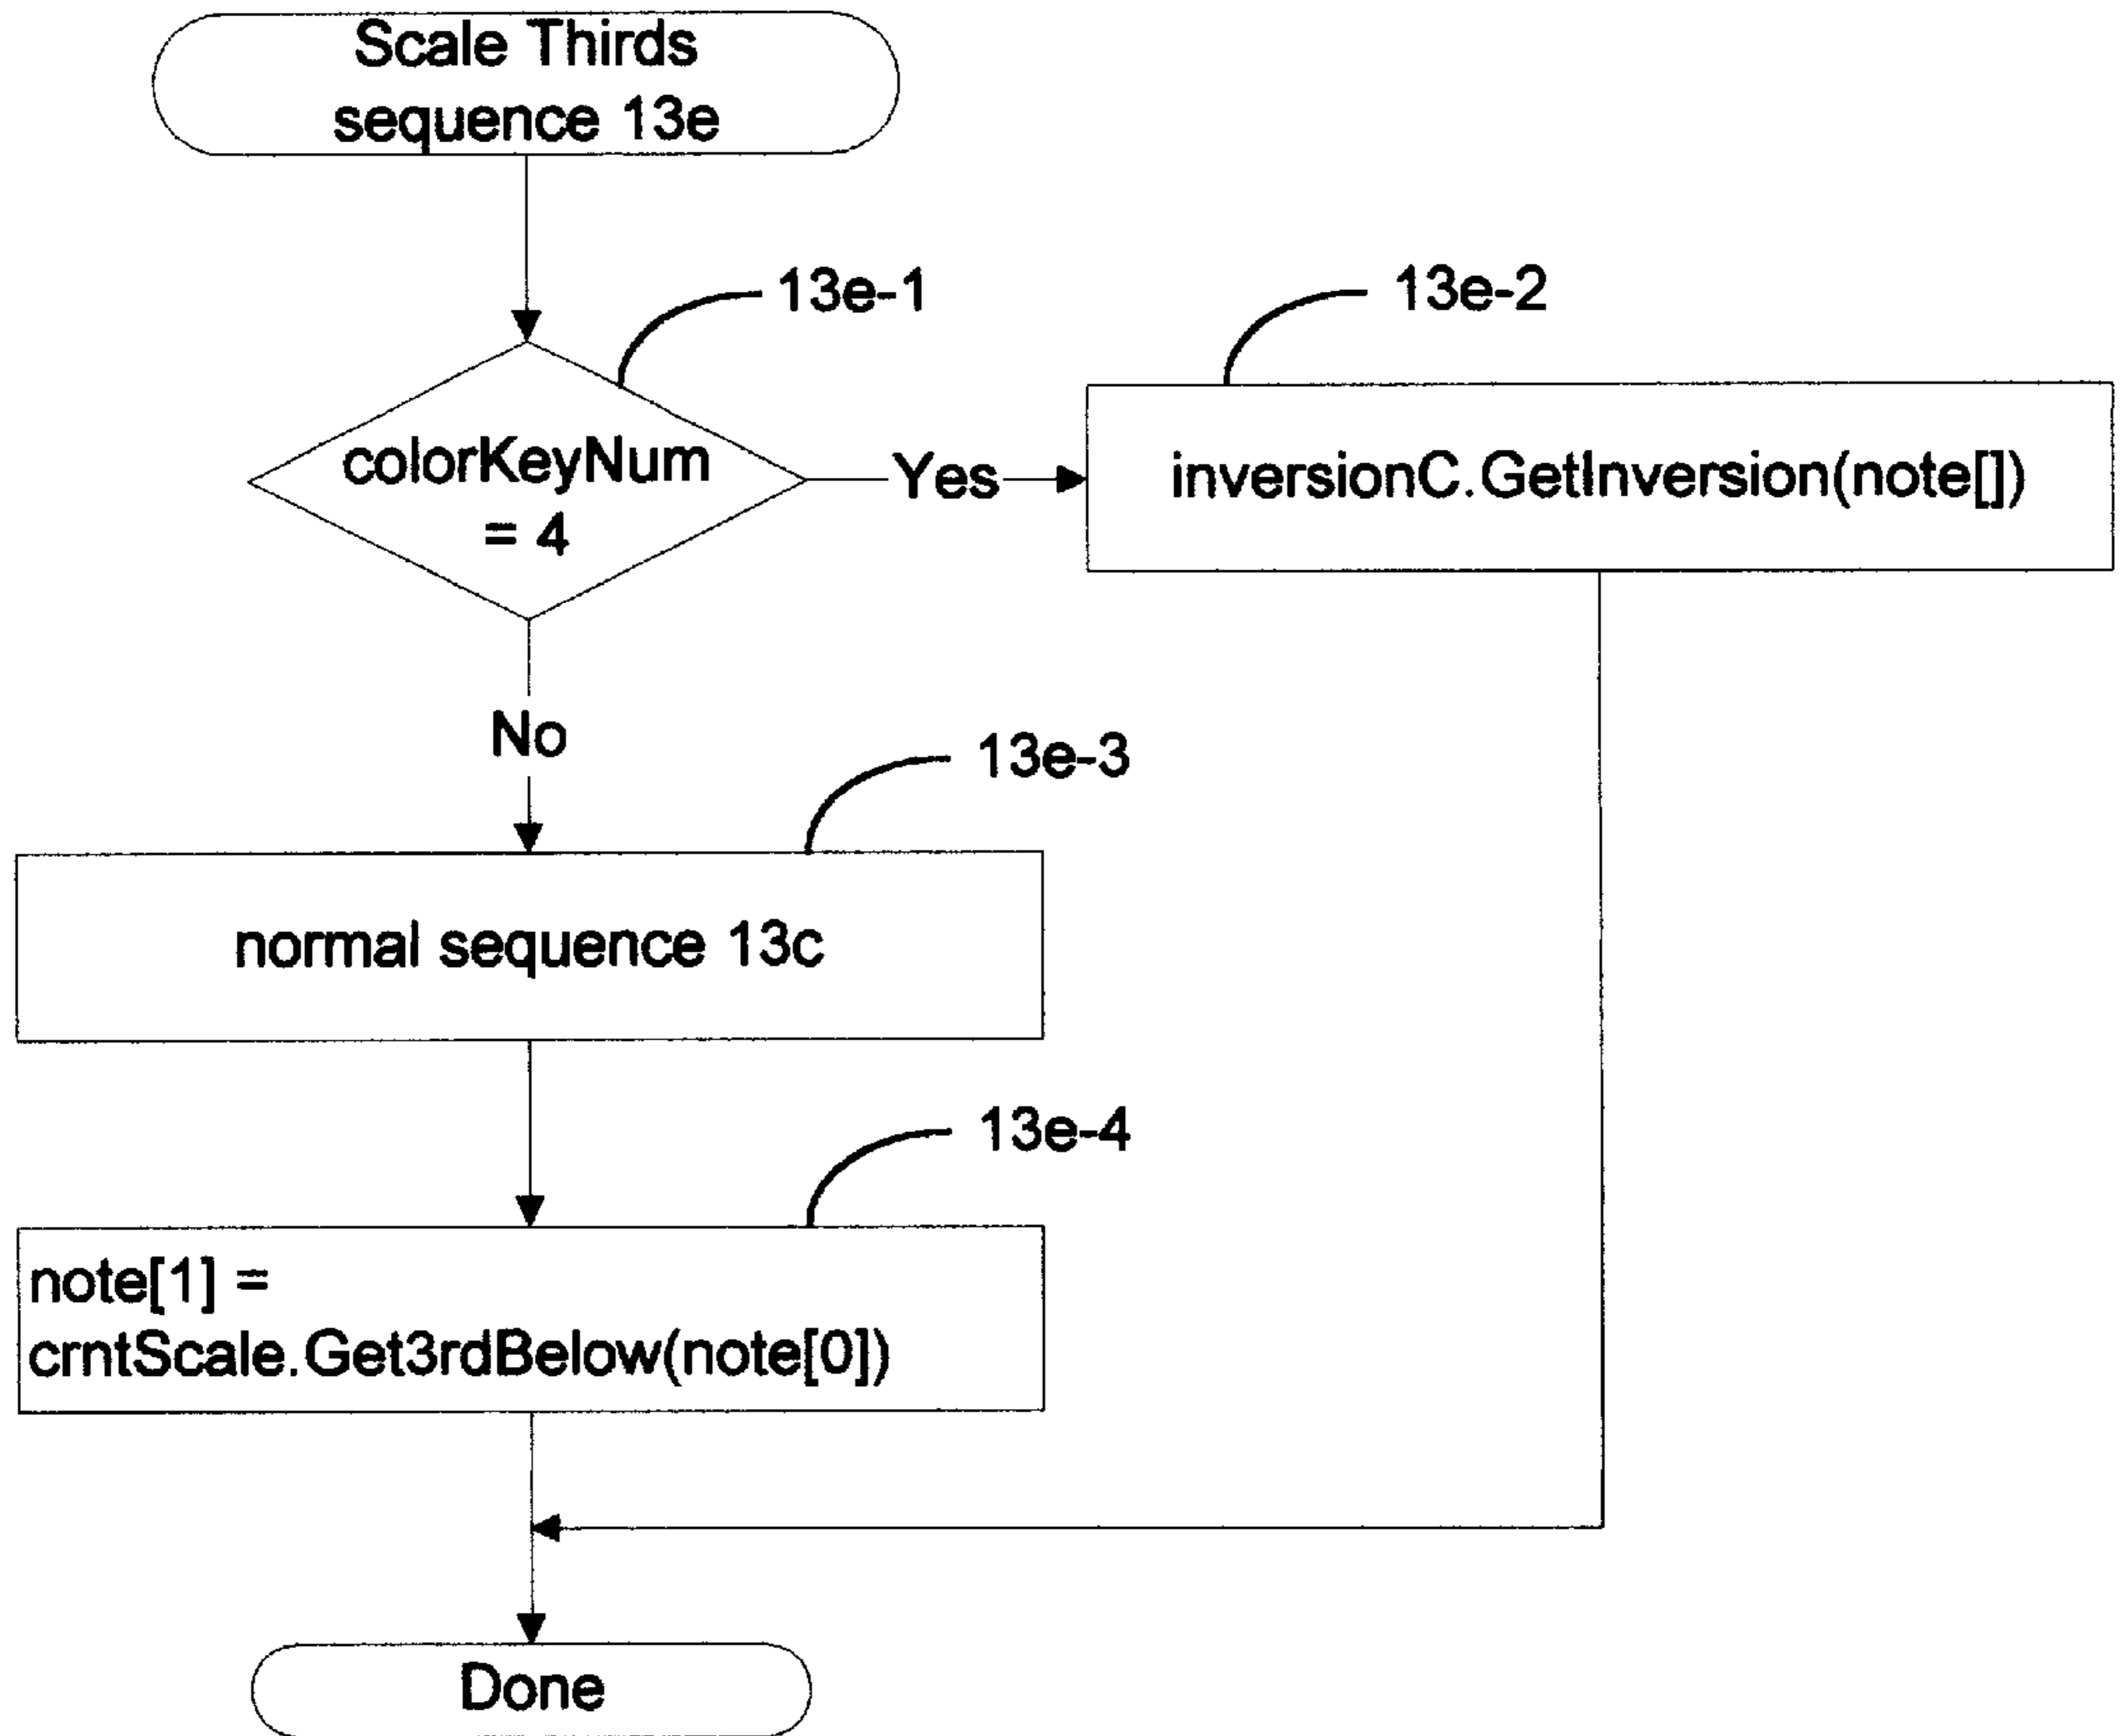 Scale Thirds
sequence 13e
13e-1
13e-2
colorKeyNum
= 4
Yes
inversionC.GetInversion(note[])
No
13e-3
normal sequence 13c
13e-4
note[1] =
crntScale.Get3rdBelow(note[0])
Done